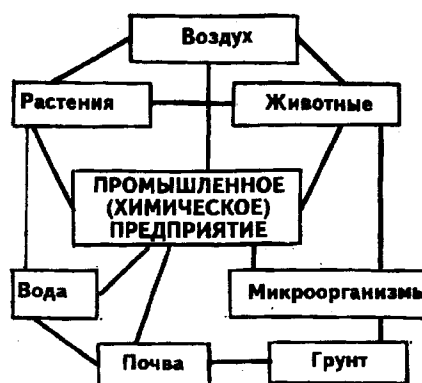 Воздух
Растения
Животные
ПРОМЫШЛЕННОЕ
(ХИМИЧЕСКОЕ)
ПРЕДПРИЯТИЕ
Вода
Микроорганизмы
Почва
Грунт